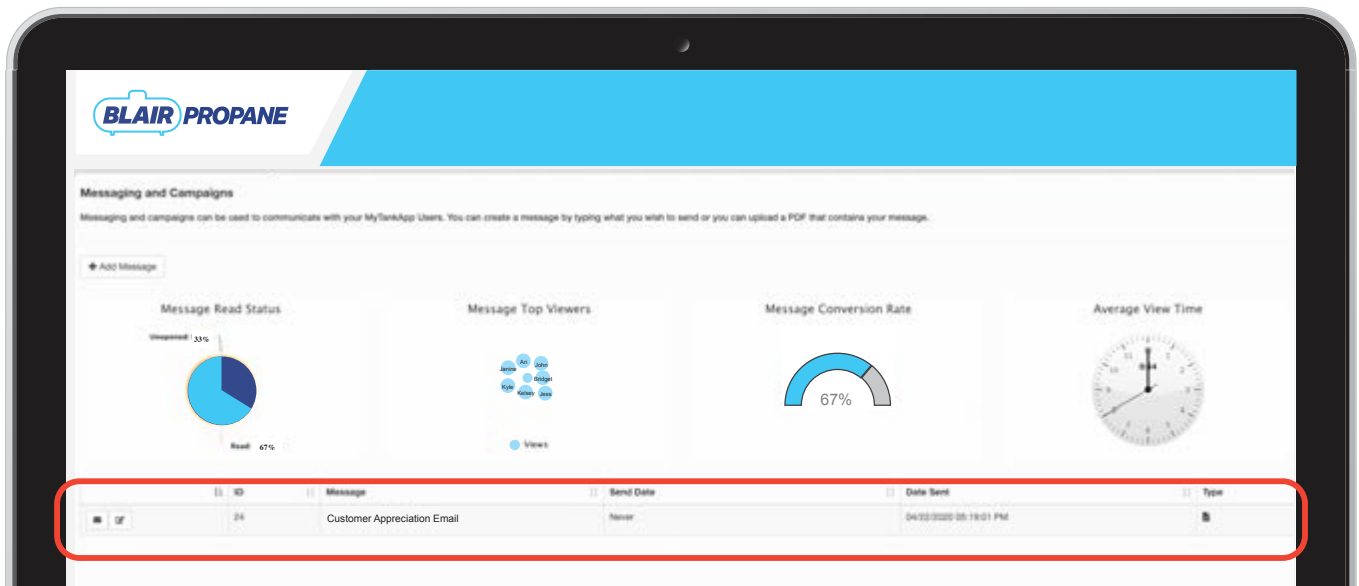 BLAIR PROPANE
Messaging and Campaigns
Messaging and campaigns can be used to communicate with your MyTankApp Users. You can create a message by typing what you wish to send or you can upload a PDF that contains your message.
+ Add Message
Message Read Status
Message Top Viewers
Message Conversion Rate
Average View Time
Unopened 33%
Ari John
Janine
Bridget
Kyle Kelsey Jess
67%
Read 67%
Views
ID Message Send Date Date Sent Type
24 Customer Appreciation Email Never 04/22/2020 05:19:01 PM